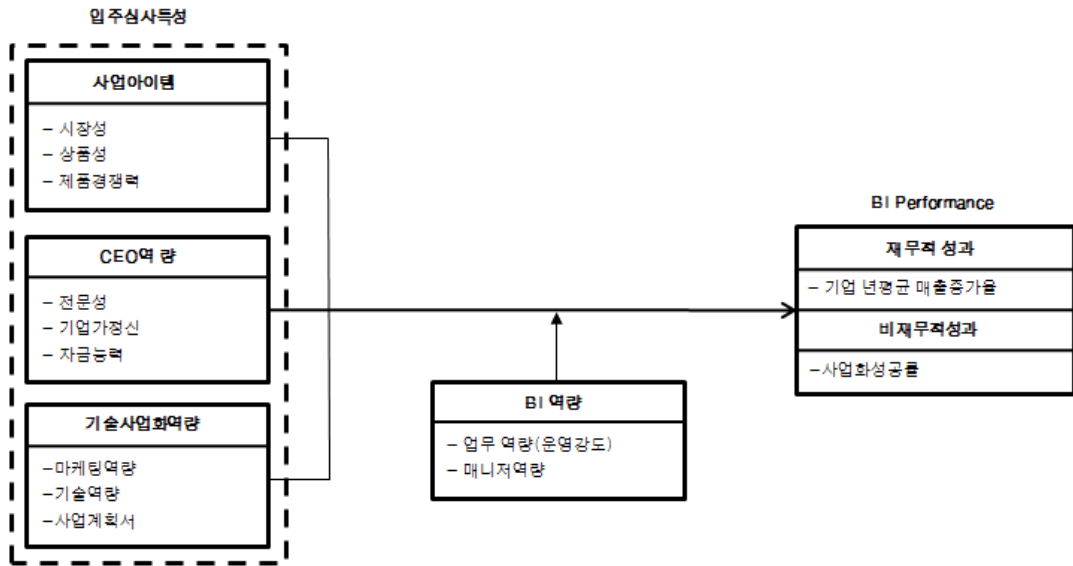 입주심사특성
사업아이템
– 시장성
– 상품성
– 제품경쟁력
CEO역 량
– 전문성
– 기업가정신
– 자금능력
기술사업화역량
–마케팅역량
–기술역량
–사업계획서
BI 역량
– 업무 역량(운영강도)
– 매니저역량
BI Performance
재무적 성과
– 기업 년평균 매출증가율
비재무적성과
–사업화성공률